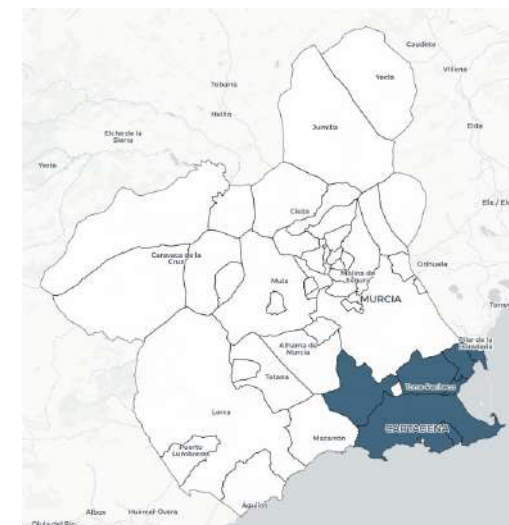 Caudete
Villena
Yecla
Tobarra
Hellín
Elda
Jumilla
Elche de la
Sierra
Yeste
Cieza
Caravaca de la
Cruz
Orihuela
Molina de
Segura
Mula
MURCIA
Alhama de
Murcia
Pilar de la
Horadada
Totana
Torre-Pacheco
Lorca
CARTAGENA
Mazarrón
Puerto
Lumbreras
Águilas
Albox
Huércal-Overa